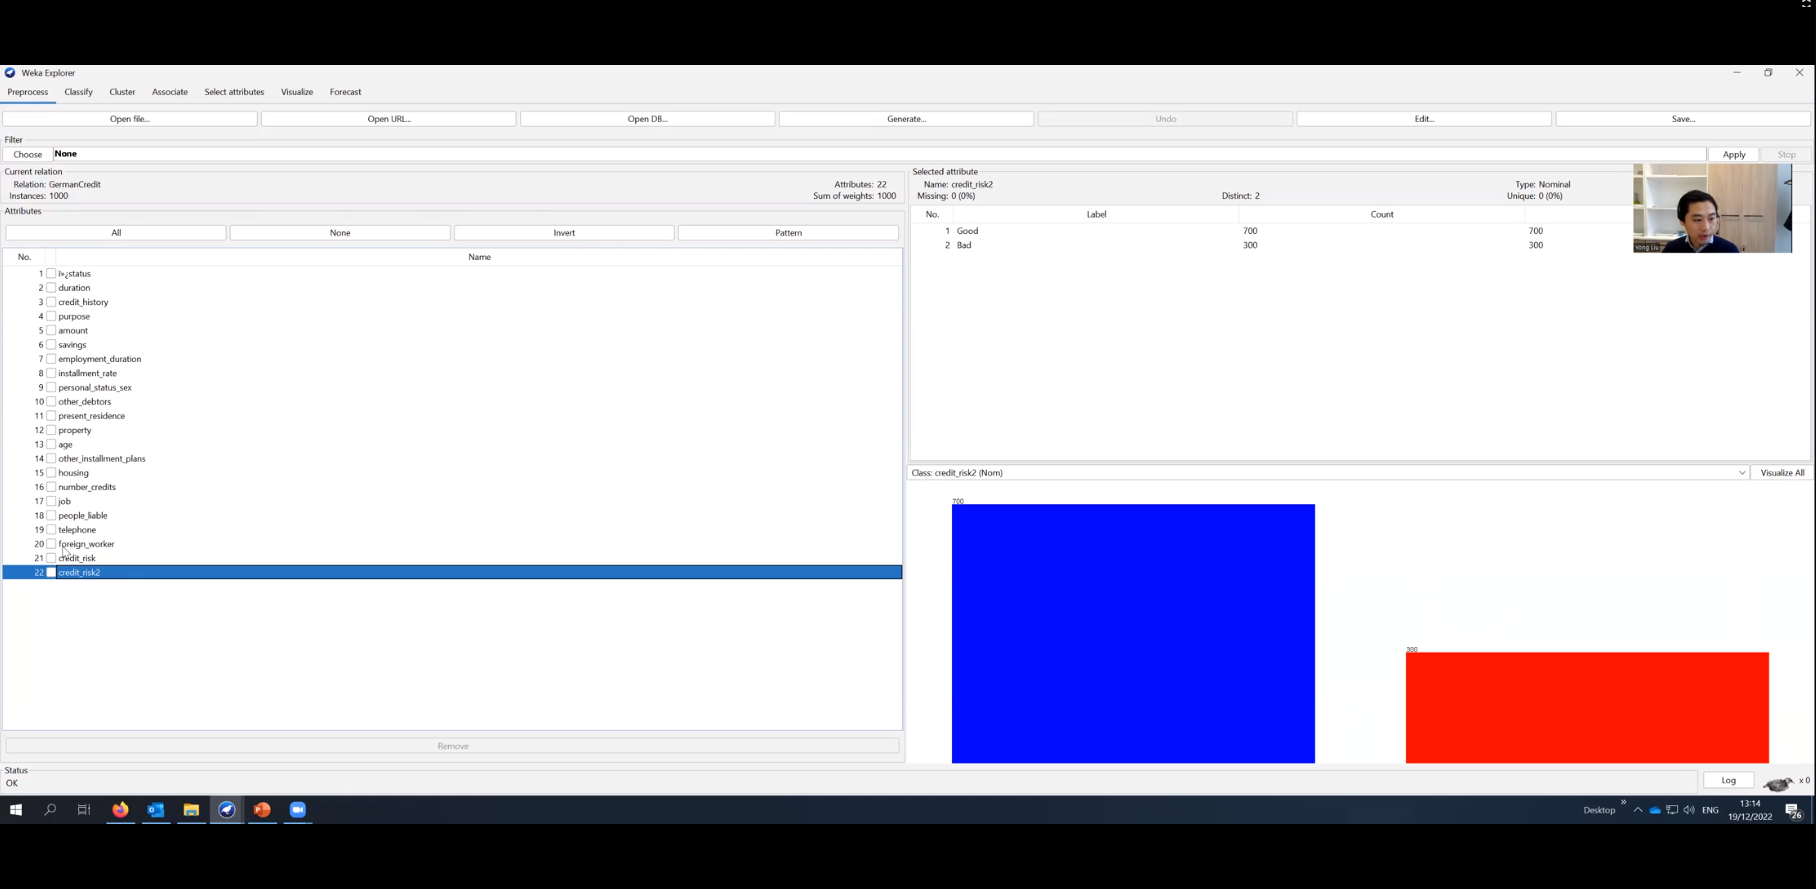 Weka Explorer
Preprocess Classify Cluster Associate Select attributes Visualize Forecast
Open file... Open URL... Open DB... Generate... Undo Edit... Save...
Filter
Choose None Apply Stop
Current relation
Relation: GermanCredit Attributes: 22
Instances: 1000 Sum of weights: 1000
Attributes
All None Invert Pattern
No. Name
1 ï»¿status
2 duration
3 credit_history
4 purpose
5 amount
6 savings
7 employment_duration
8 installment_rate
9 personal_status_sex
10 other_debtors
11 present_residence
12 property
13 age
14 other_installment_plans
15 housing
16 number_credits
17 job
18 people_liable
19 telephone
20 foreign_worker
21 credit_risk
22 credit_risk2
Remove
Selected attribute
Name: credit_risk2 Type: Nominal
Missing: 0 (0%) Distinct: 2 Unique: 0 (0%)
No. Label Count
1 Good 700 700
2 Bad 300 300
Yong Liu
Class: credit_risk2 (Nom) Visualize All
700
300
Status
OK
Log x 0
Desktop ENG 13:14
19/12/2022
26